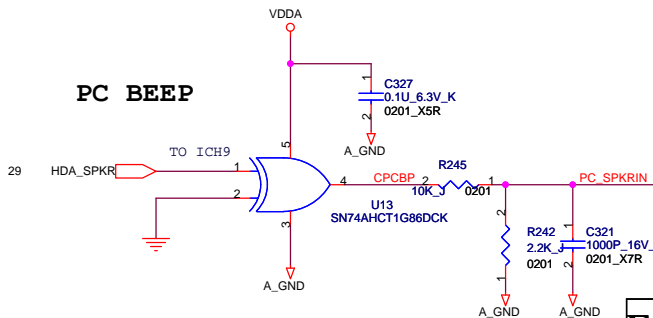 VDDA
PC BEEP
1
C327
0.1U_6.3V_K
0201_X5R
2
A_GND
TO ICH9
29
HDA_SPKR
1
5
2
4
CPCBP
R245
2
1
10K_J
0201
PC_SPKRIN
U13
SN74AHCT1G86DCK
3
A_GND
2
R242
2.2K_J
0201
1
A_GND
1
C321
1000P_16V_
0201_X7R
2
A_GND